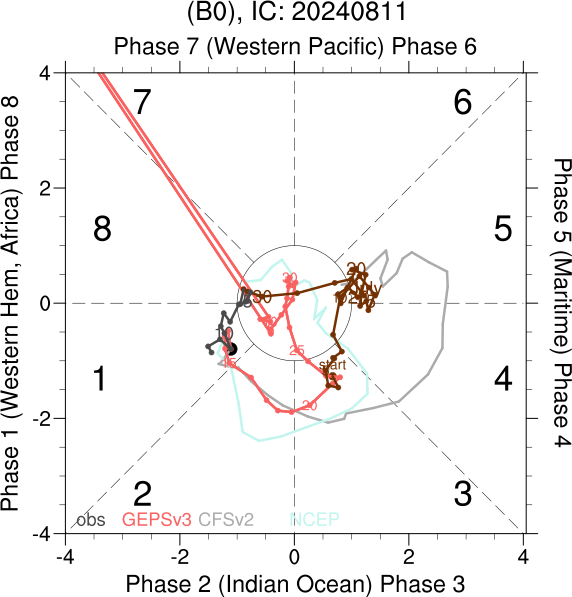 (B0), IC: 20240811
Phase 7 (Western Pacific) Phase 6
4
2
0
-2
-4
Phase 1 (Western Hem, Africa) Phase 8
Phase 5 (Maritime) Phase 4
7
6
8
5
1
4
2
3
30
30
30
25
20
start
obs
GEPSv3
CFSv2
NCEP
-4
-2
0
2
4
Phase 2 (Indian Ocean) Phase 3